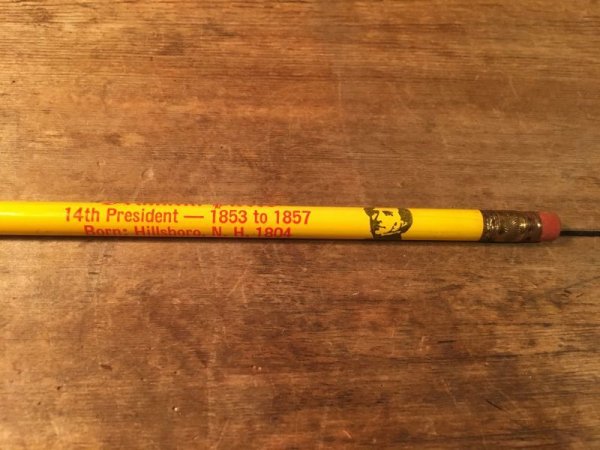 14th President — 1853 to 1857
Born: Hillsboro, N. H. 1804